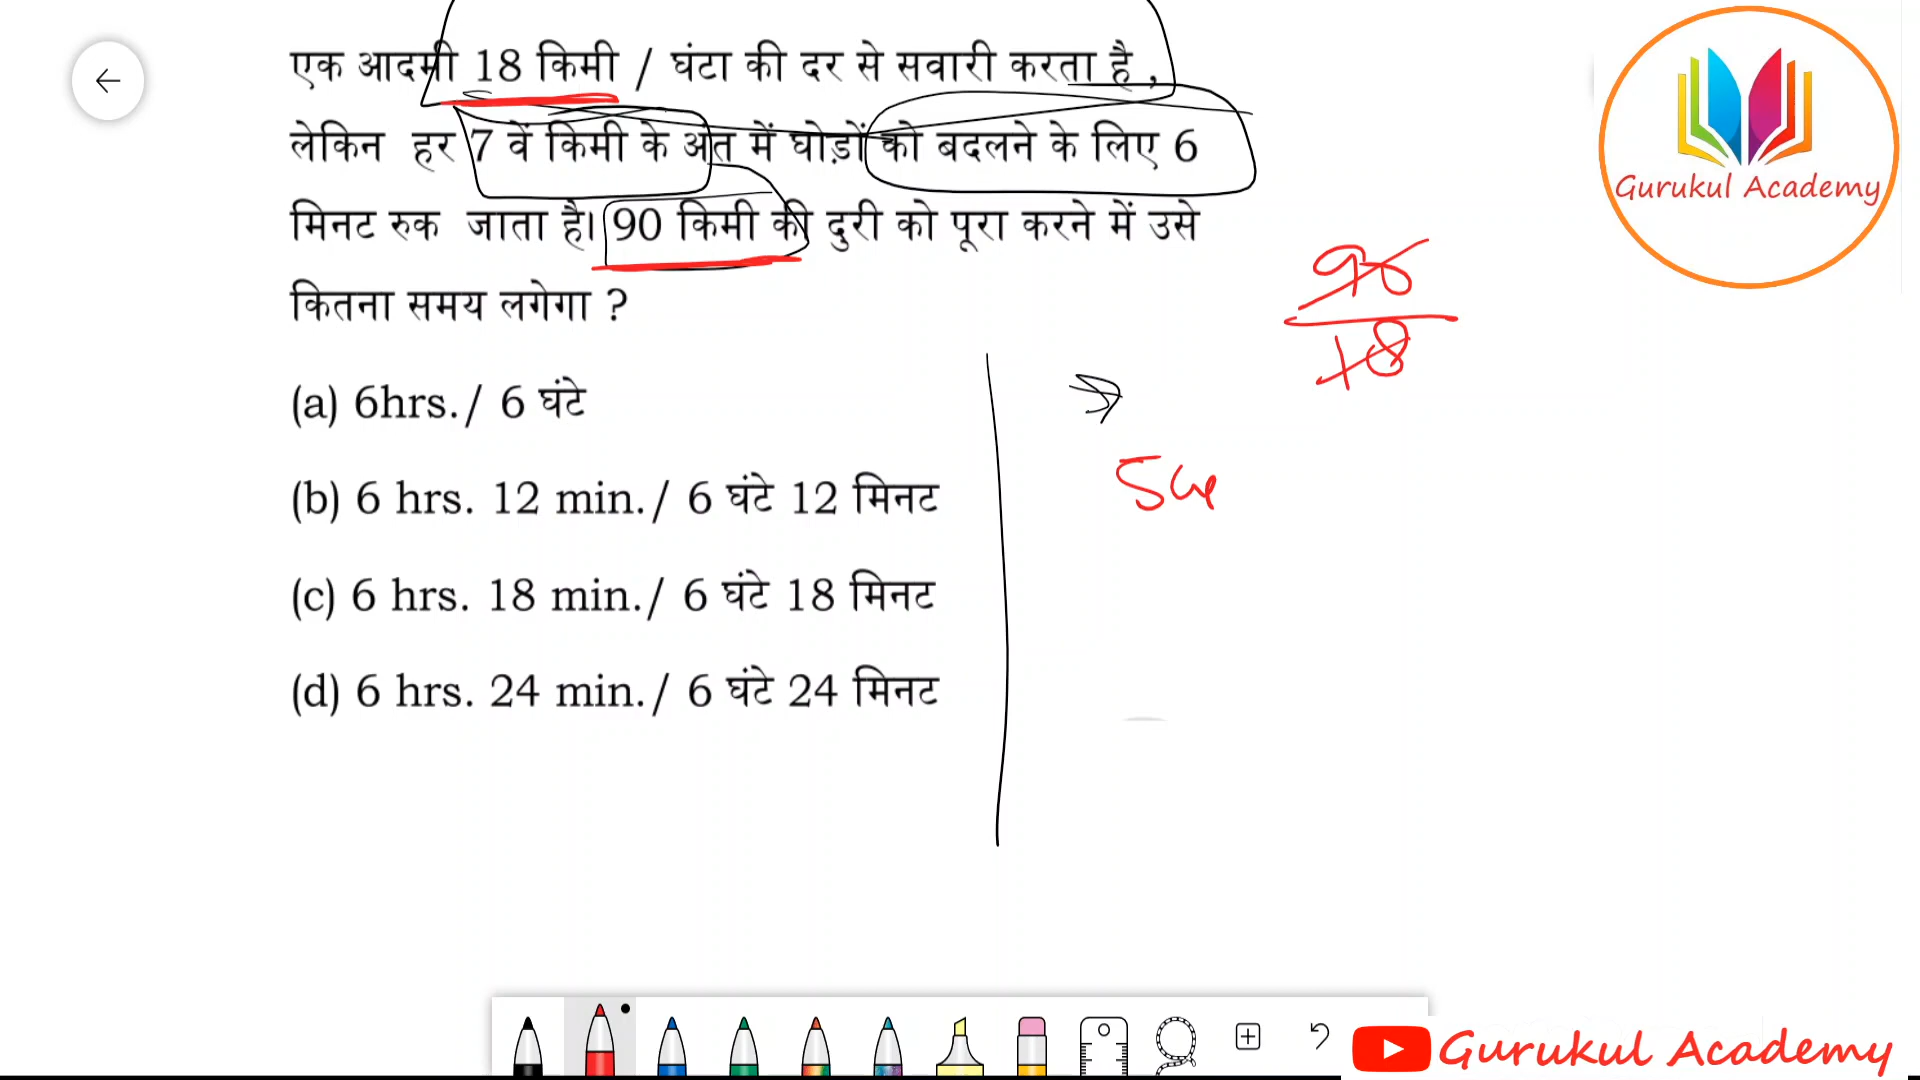 एक आदमी 18 किमी / घंटा की दर से सवारी करता है ,
लेकिन हर 7 वें किमी के अंत में घोड़ों को बदलने के लिए 6
मिनट रुक जाता है। 90 किमी की दुरी को पूरा करने में उसे
कितना समय लगेगा ?
(a) 6hrs./ 6 घंटे
(b) 6 hrs. 12 min./ 6 घंटे 12 मिनट
(c) 6 hrs. 18 min./ 6 घंटे 18 मिनट
(d) 6 hrs. 24 min./ 6 घंटे 24 मिनट
90
18
Gurukul Academy
Gurukul Academy